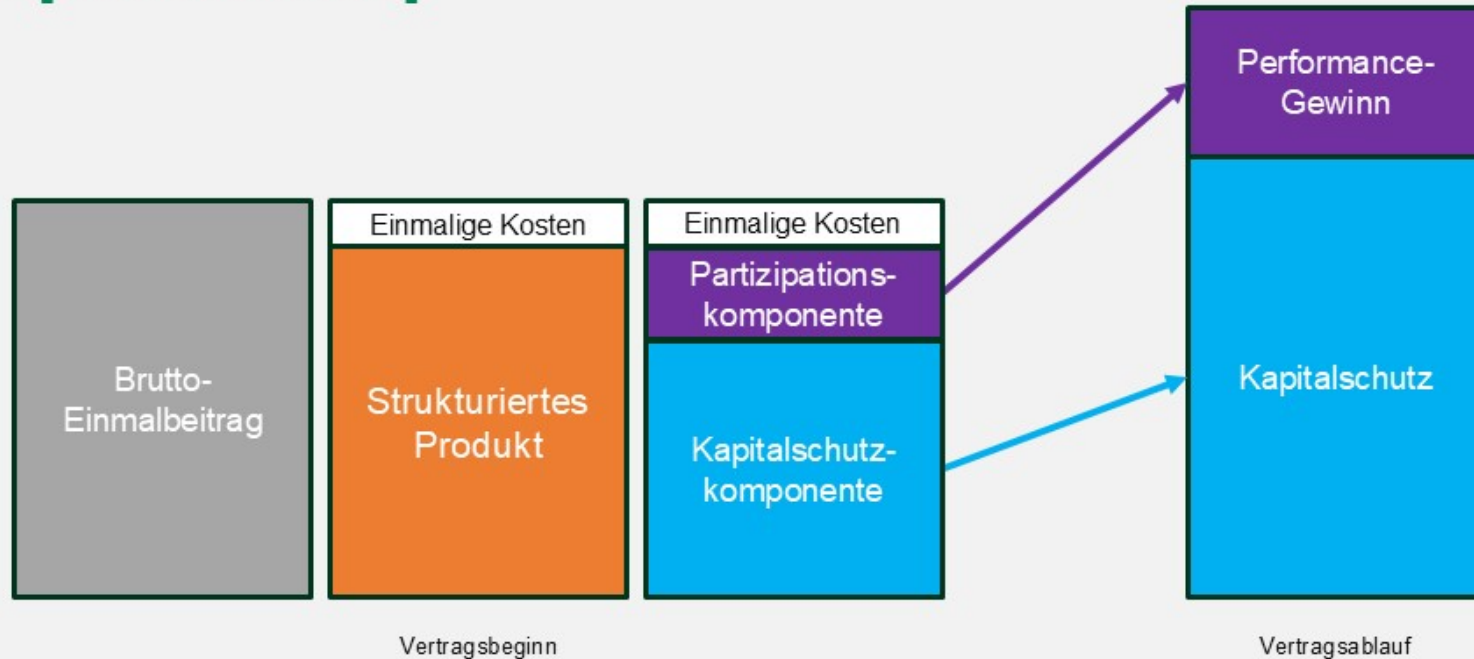 Performance-
Gewinn
Einmalige Kosten
Einmalige Kosten
Partizipations-
komponente
Brutto-
Einmalbeitrag
Strukturiertes
Produkt
Kapitalschutz-
komponente
Kapitalschutz
Vertragsbeginn
Vertragsablauf